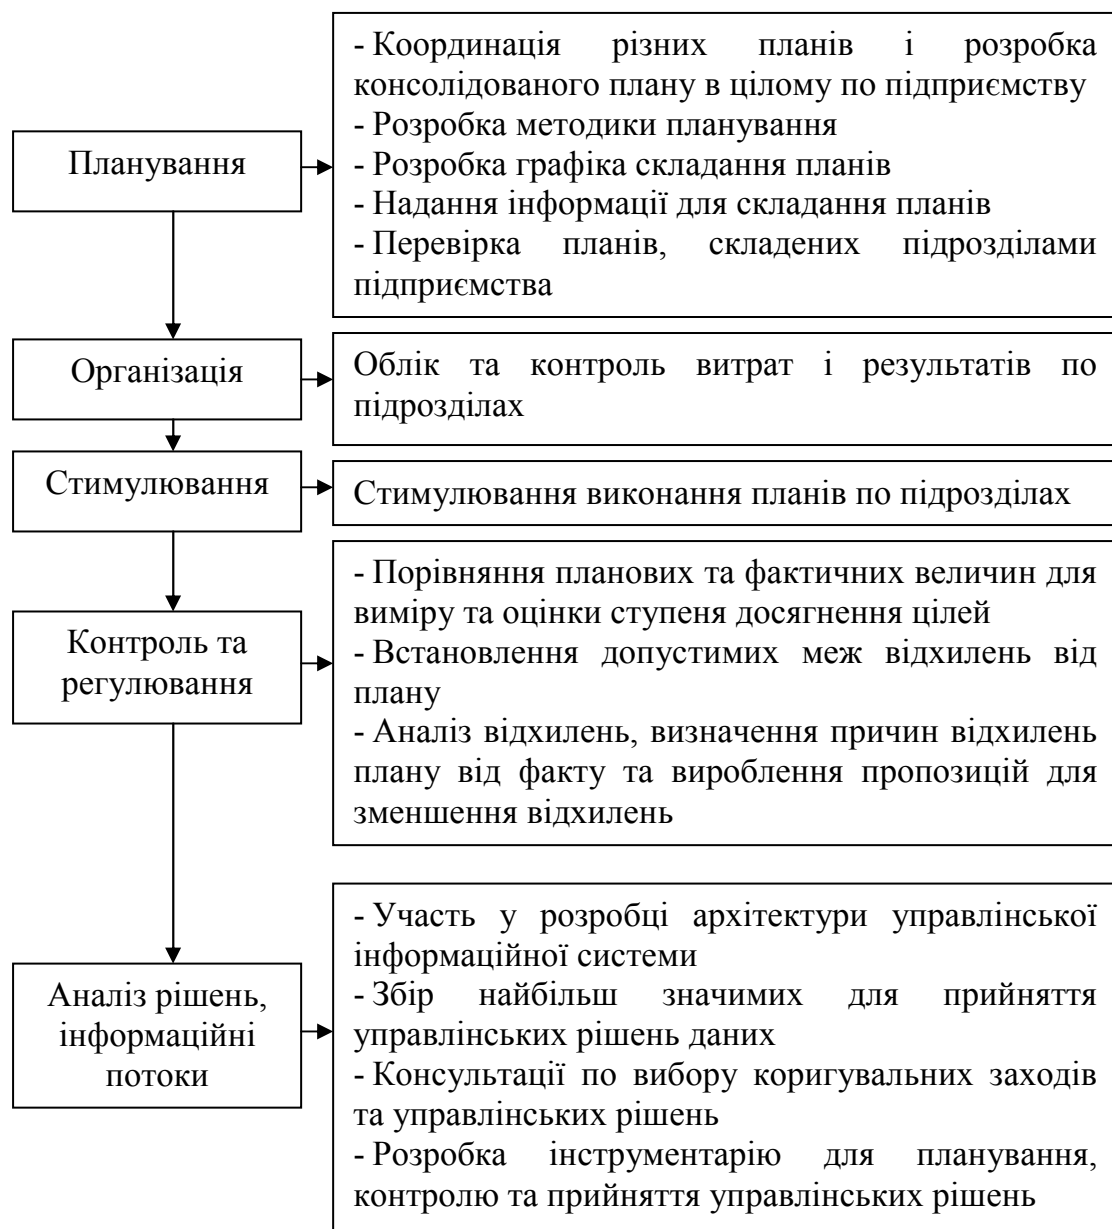 Планування
- Координація різних планів і розробка
консолідованого плану в цілому по підприємству
- Розробка методики планування
- Розробка графіка складання планів
- Надання інформації для складання планів
- Перевірка планів, складених підрозділами
підприємства
Організація
Облік та контроль витрат і результатів по
підрозділах
Стимулювання
Стимулювання виконання планів по підрозділах
Контроль та
регулювання
- Порівняння планових та фактичних величин для
виміру та оцінки ступеня досягнення цілей
- Встановлення допустимих меж відхилень від
плану
- Аналіз відхилень, визначення причин відхилень
плану від факту та вироблення пропозицій для
зменшення відхилень
Аналіз рішень,
інформаційні
потоки
- Участь у розробці архітектури управлінської
інформаційної системи
- Збір найбільш значимих для прийняття
управлінських рішень даних
- Консультації по вибору коригувальних заходів
та управлінських рішень
- Розробка інструментарію для планування,
контролю та прийняття управлінських рішень